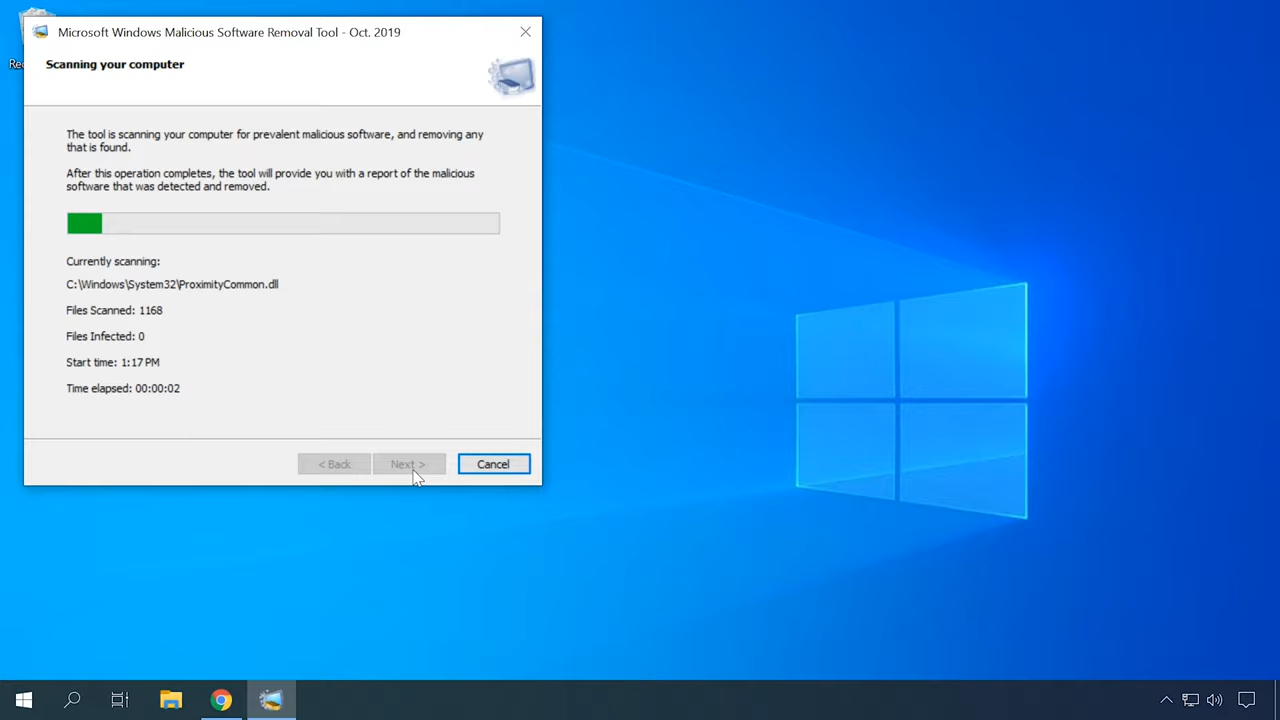 Microsoft Windows Malicious Software Removal Tool - Oct. 2019
Scanning your computer
The tool is scanning your computer for prevalent malicious software, and removing any
that is found.
After this operation completes, the tool will provide you with a report of the malicious
software that was detected and removed.
Currently scanning:
C:\Windows\System32\ProximityCommon.dll
Files Scanned: 1168
Files Infected: 0
Start time: 1:17 PM
Time elapsed: 00:00:02
< Back
Next >
Cancel